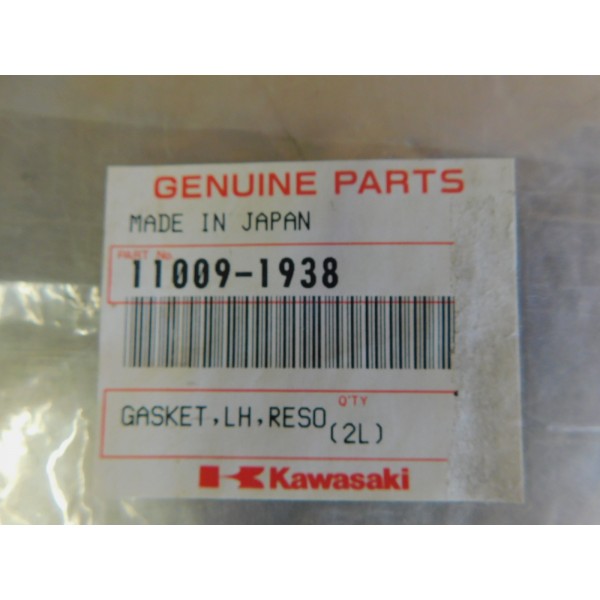 GENUINE PARTS
MADE IN JAPAN
PART No.
11009-1938
Q'TY
GASKET,LH,RESO
(2L)
Kawasaki